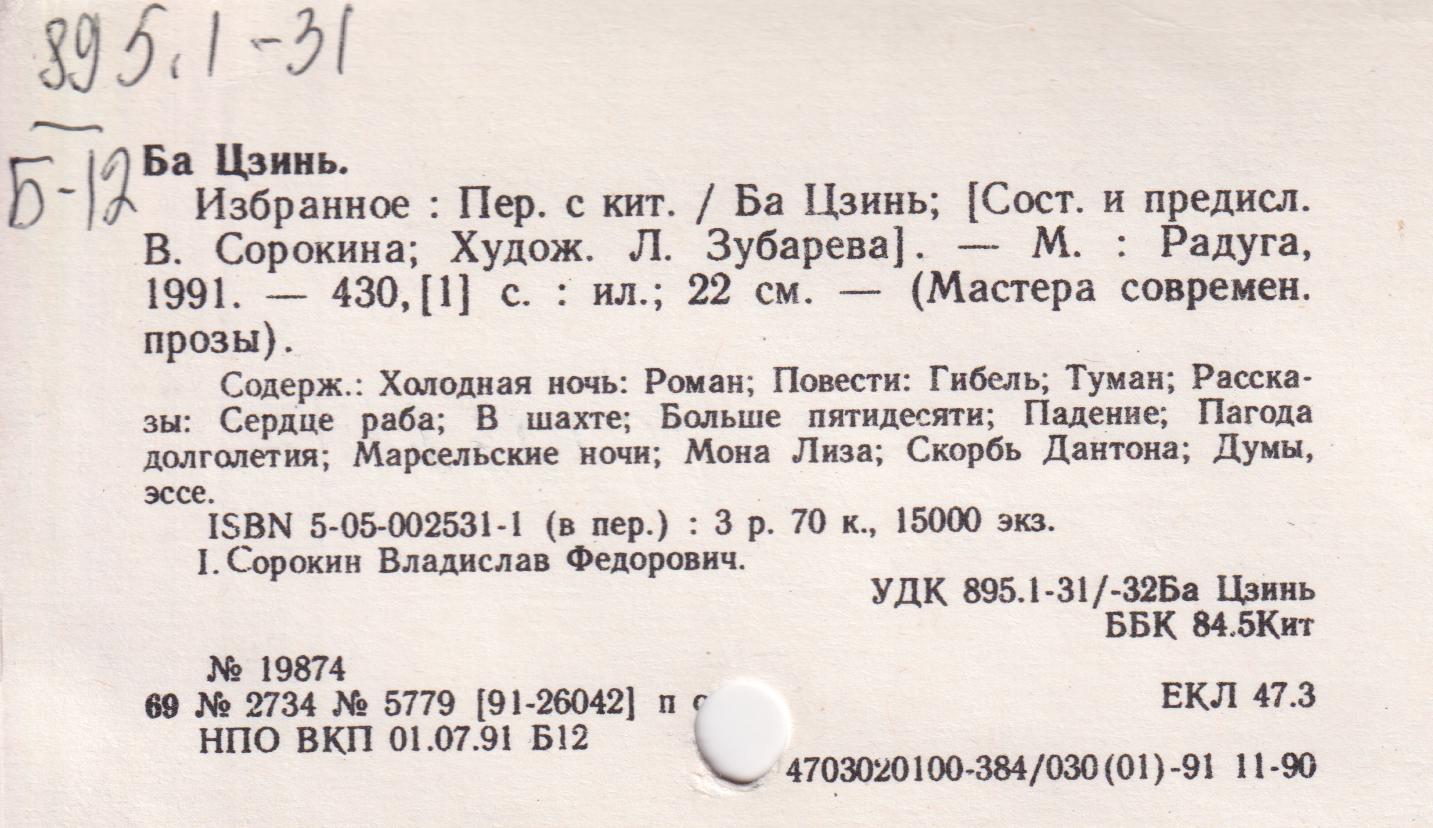 895.1-31
Б-12
Ба Цзинь.
Избранное : Пер. с кит. / Ба Цзинь; [Сост. и предисл.
В. Сорокина; Худож. Л. Зубарева]. — М. : Радуга,
1991. — 430,[1] с. : ил.; 22 см. — (Мастера современ.
прозы).
Содерж.: Холодная ночь: Роман; Повести: Гибель; Туман; Расска-
зы: Сердце раба; В шахте; Больше пятидесяти; Падение; Пагода
долголетия; Марсельские ночи; Мона Лиза; Скорбь Дантона; Думы,
эссе.
ISBN 5-05-002531-1 (в пер.) : 3 р. 70 к., 15000 экз.
I. Сорокин Владислав Федорович.
УДК 895.1-31/-32Ба Цзинь
ББК 84.5Кит
№ 19874
69 № 2734 № 5779 [91-26042] п
ЕКЛ 47.3
НПО ВКП 01.07.91 Б12
4703020100-384/030(01)-91 11-90